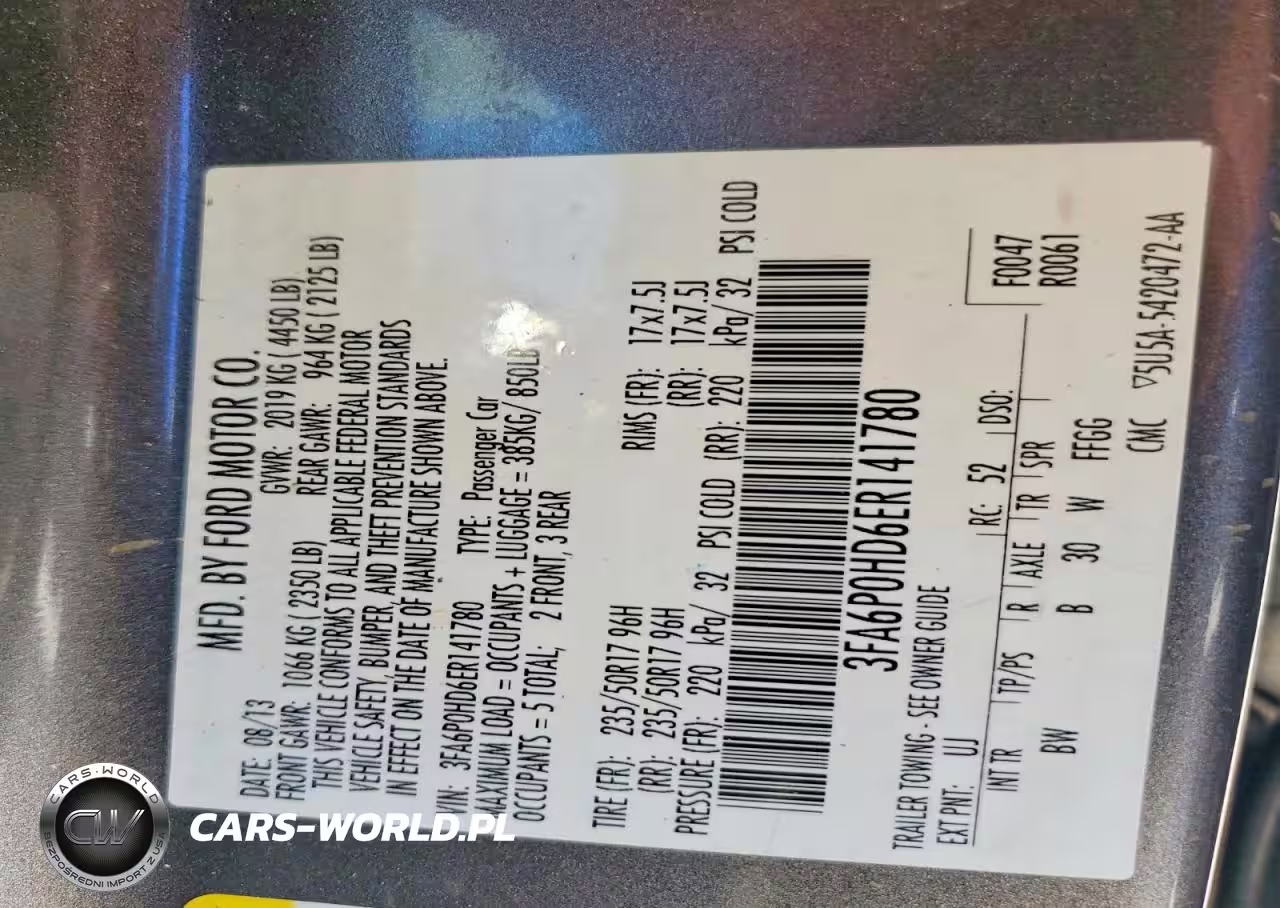 MFD. BY FORD MOTOR CO.
DATE: 08/13 GVWR: 2019 KG ( 4450 LB)
FRONT GAWR: 1066 KG ( 2350 LB) REAR GAWR: 964 KG ( 2125 LB)
THIS VEHICLE CONFORMS TO ALL APPLICABLE FEDERAL MOTOR
VEHICLE SAFETY, BUMPER, AND THEFT PREVENTION STANDARDS
IN EFFECT ON THE DATE OF MANUFACTURE SHOWN ABOVE.
VIN: 3FA6P0HD6ER141780 TYPE: Passenger Car
MAXIMUM LOAD = OCCUPANTS + LUGGAGE = 385KG/ 850LB
OCCUPANTS = 5 TOTAL; 2 FRONT, 3 REAR
TIRE (FR): 235/50R17 96H RIMS (FR): 17x7.5J
(RR): 235/50R17 96H (RR): 17x7.5J
PRESSURE (FR): 220 kPa/ 32 PSI COLD (RR): 220 kPa/ 32 PSI COLD
3FA6P0HD6ER141780
TRAILER TOWING - SEE OWNER GUIDE
EXT PNT: UJ RC: 52 DSO:
F0047
INT TR TP/PS R AXLE TR SPR
R0061
BW B 30 W FFGG
CMC ▽5U5A-5420472-AA
CARS-WORLD
CW
BEZPOŚREDNI IMPORT Z USA
CARS-WORLD.PL